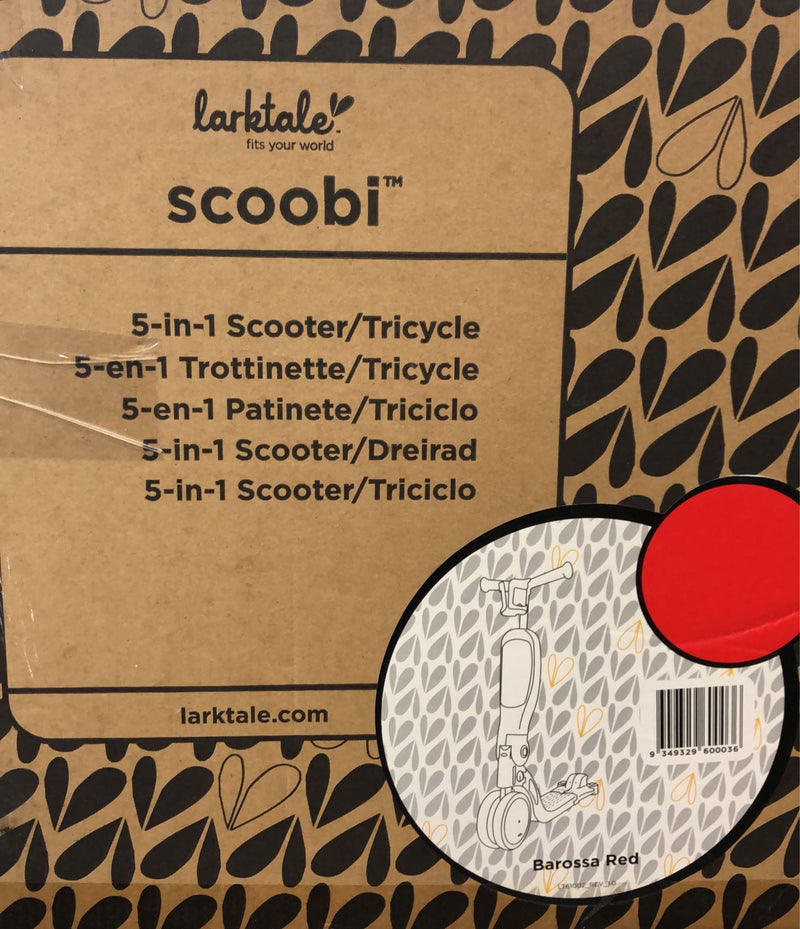 larktale™
fits your world
scoobi™
5-in-1 Scooter/Tricycle
5-en-1 Trottinette/Tricycle
5-en-1 Patinete/Triciclo
5-in-1 Scooter/Dreirad
5-in-1 Scooter/Triciclo
larktale.com
9 349329 600036
Barossa Red